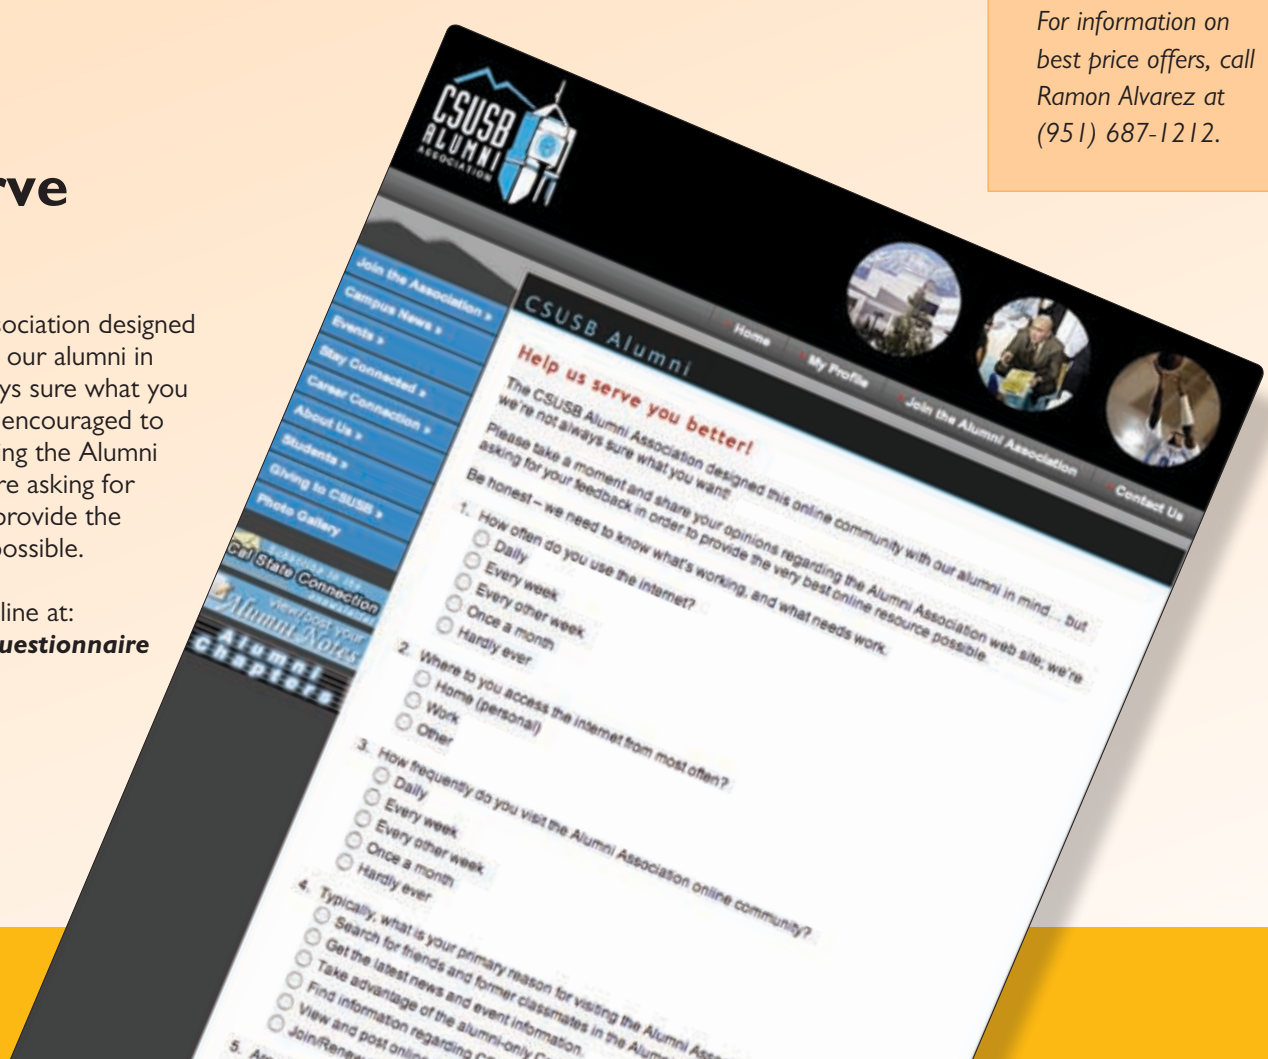 For information on
best price offers, call
Ramon Alvarez at
(951) 687-1212.
rve
sociation designed
our alumni in
ys sure what you
encouraged to
ing the Alumni
re asking for
provide the
possible.
line at:
uestionnaire
CSUSB
ALUMNI
ASSOCIATION
Home
My Profile
Join the Alumni Association
Contact Us
Join the Association »
Campus News »
Events »
Stay Connected »
Career Connection »
About Us »
Students »
Giving to CSUSB »
Photo Gallery
Cal State Connection
view/post your
Alumni Notes
Alumni
chapters
CSUSB Alumni
Help us serve you better!
The CSUSB Alumni Association designed this online community with our alumni in mind... but
we're not always sure what you want!
Please take a moment and share your opinions regarding the Alumni Association web site; we're
asking for your feedback in order to provide the very best online resource possible.
Be honest – we need to know what's working, and what needs work.
1. How often do you use the internet?
Daily
Every week
Every other week
Once a month
Hardly ever
2. Where to you access the internet from most often?
Home (personal)
Work
Other
3. How frequently do you visit the Alumni Association online community?
Daily
Every week
Every other week
Once a month
Hardly ever
4. Typically, what is your primary reason for visiting the Alumni Ass
Search for friends and former classmates in the Alum
Get the latest news and event information.
Take advantage of the alumni-only C
Find information regarding C
View and post online
Join/Renew
5. Are